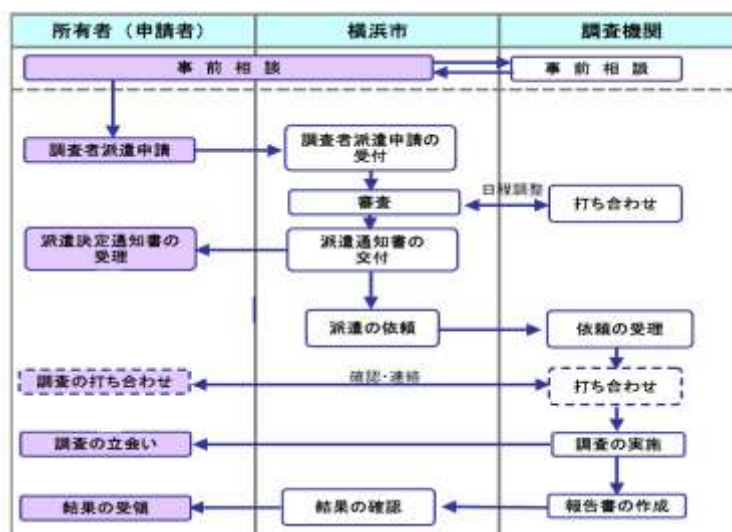 所有者（申請者）
横浜市
調査機関
事前相談
事前相談
調査者派遣申請
調査者派遣申請の
受付
審査
日程調整
打ち合わせ
派遣決定通知書の
受理
派遣通知書の
交付
派遣の依頼
依頼の受理
調査の打ち合わせ
確認・連絡
打ち合わせ
調査の立会い
調査の実施
結果の受領
結果の確認
報告書の作成